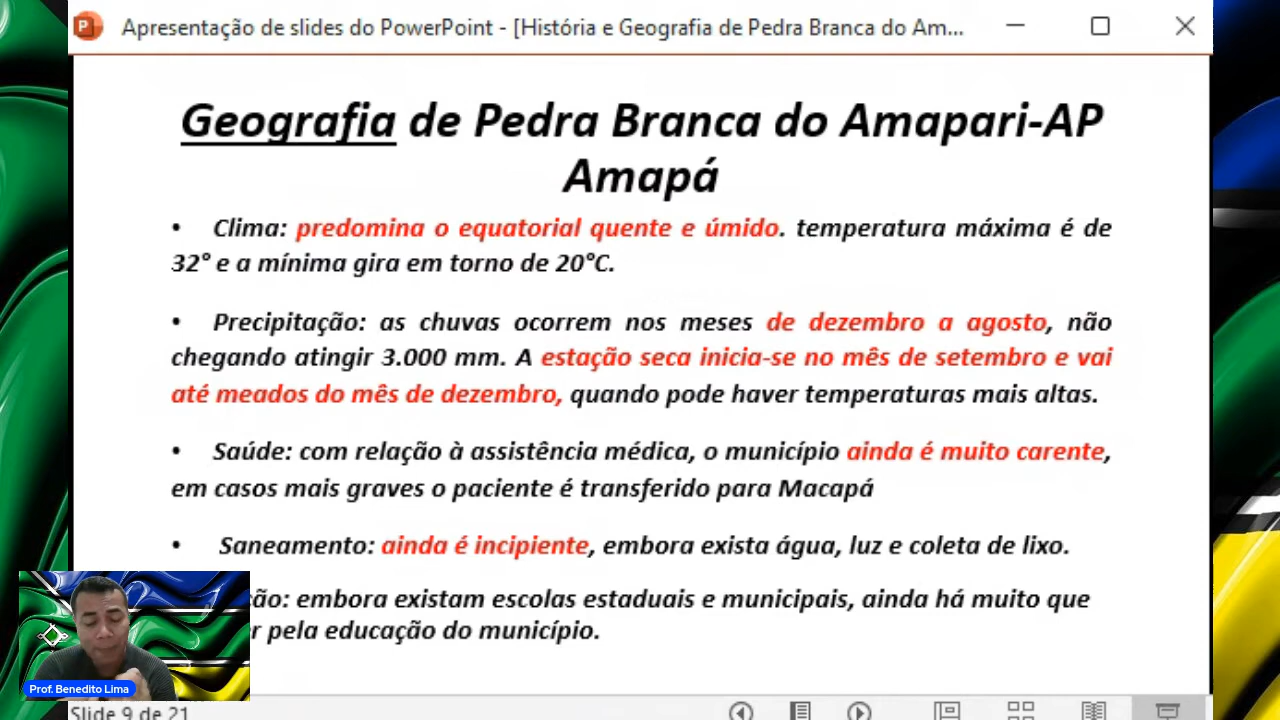 Apresentação de slides do PowerPoint - [História e Geografia de Pedra Branca do Am...
Geografia de Pedra Branca do Amapari-AP
Amapá
• Clima: predomina o equatorial quente e úmido. temperatura máxima é de
32° e a mínima gira em torno de 20°C.
• Precipitação: as chuvas ocorrem nos meses de dezembro a agosto, não
chegando atingir 3.000 mm. A estação seca inicia-se no mês de setembro e vai
até meados do mês de dezembro, quando pode haver temperaturas mais altas.
• Saúde: com relação à assistência médica, o município ainda é muito carente,
em casos mais graves o paciente é transferido para Macapá
• Saneamento: ainda é incipiente, embora exista água, luz e coleta de lixo.
ão: embora existam escolas estaduais e municipais, ainda há muito que
r pela educação do município.
Prof. Benedito Lima
Slide 9 de 21